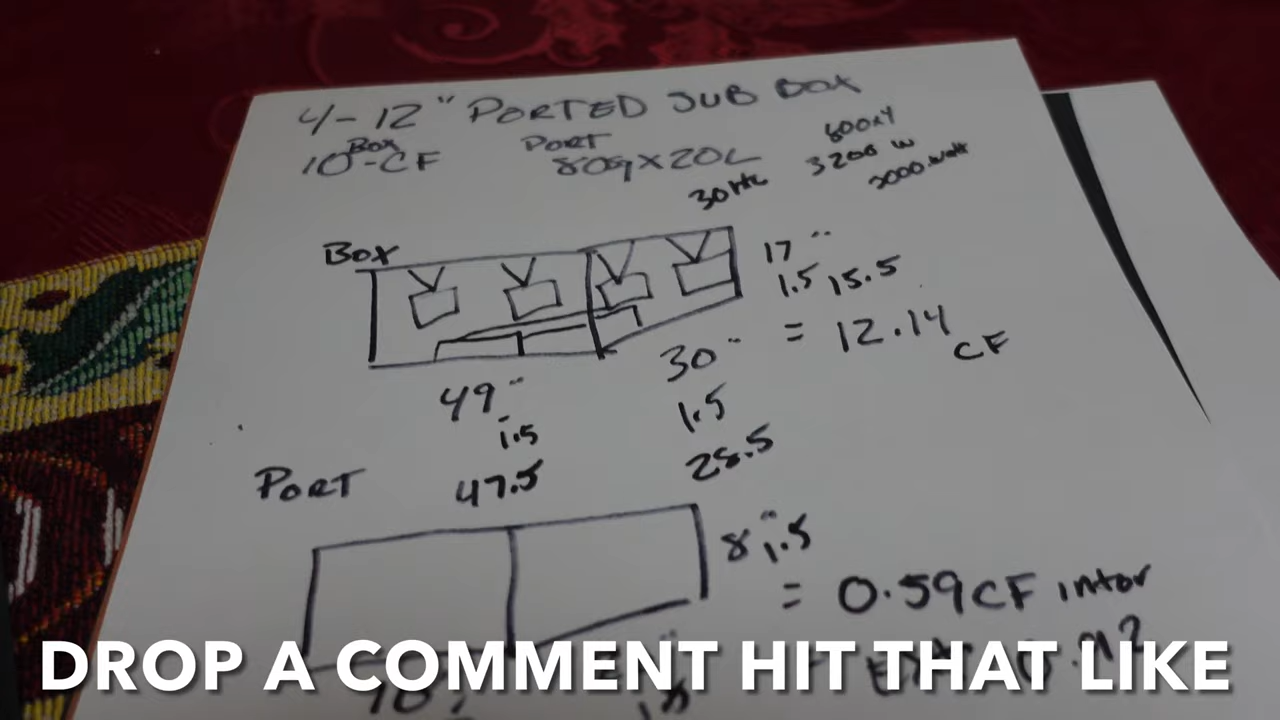 4-12" PORTED SUB BOX
Box Port
10-CF 80sq x 20L 800x4
30Hz 3200 w
2000.watt
Box
17"
1.5 15.5
= 12.14
CF
49" 30"
1.5 1.5
47.5 28.5
PORT
8" 1.5
= 0.59 CF inter
DROP A COMMENT HIT THAT LIKE